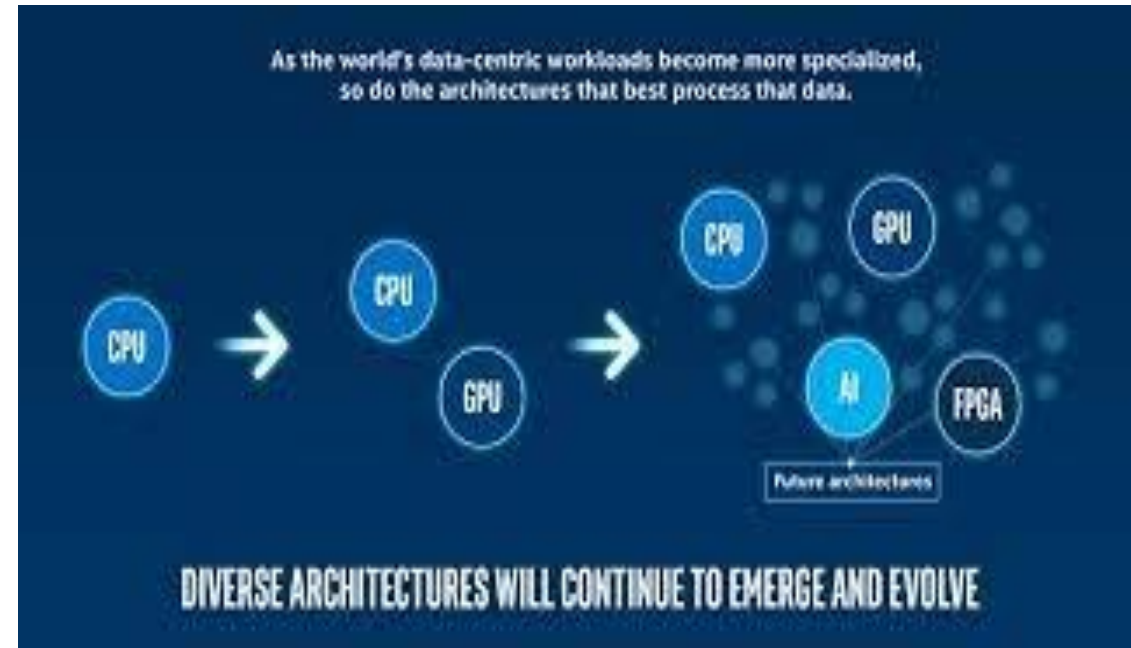 As the world's data-centric workloads become more specialized,
so do the architectures that best process that data.
CPU
CPU
GPU
CPU
GPU
AI
FPGA
Future architectures
DIVERSE ARCHITECTURES WILL CONTINUE TO EMERGE AND EVOLVE